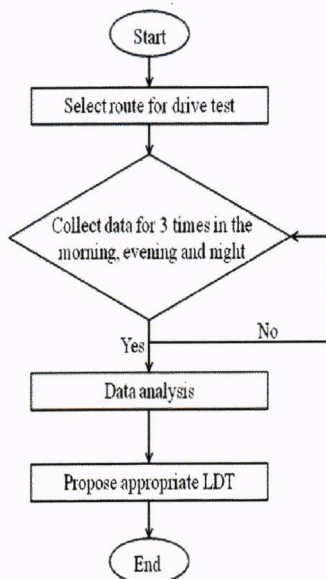 Start
Select route for drive test
Collect data for 3 times in the
morning, evening and night
No
Yes
Data analysis
Propose appropriate LDT
End